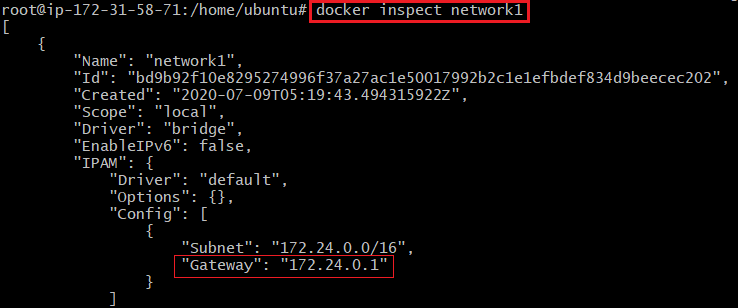 root@ip-172-31-58-71:/home/ubuntu# docker inspect network1
[
    {
        "Name": "network1",
        "Id": "bd9b92f10e8295274996f37a27ac1e50017992b2c1e1efbdef834d9beecec202",
        "Created": "2020-07-09T05:19:43.494315922Z",
        "Scope": "local",
        "Driver": "bridge",
        "EnableIPv6": false,
        "IPAM": {
            "Driver": "default",
            "Options": {},
            "Config": [
                {
                    "Subnet": "172.24.0.0/16",
                    "Gateway": "172.24.0.1"
                }
            ]